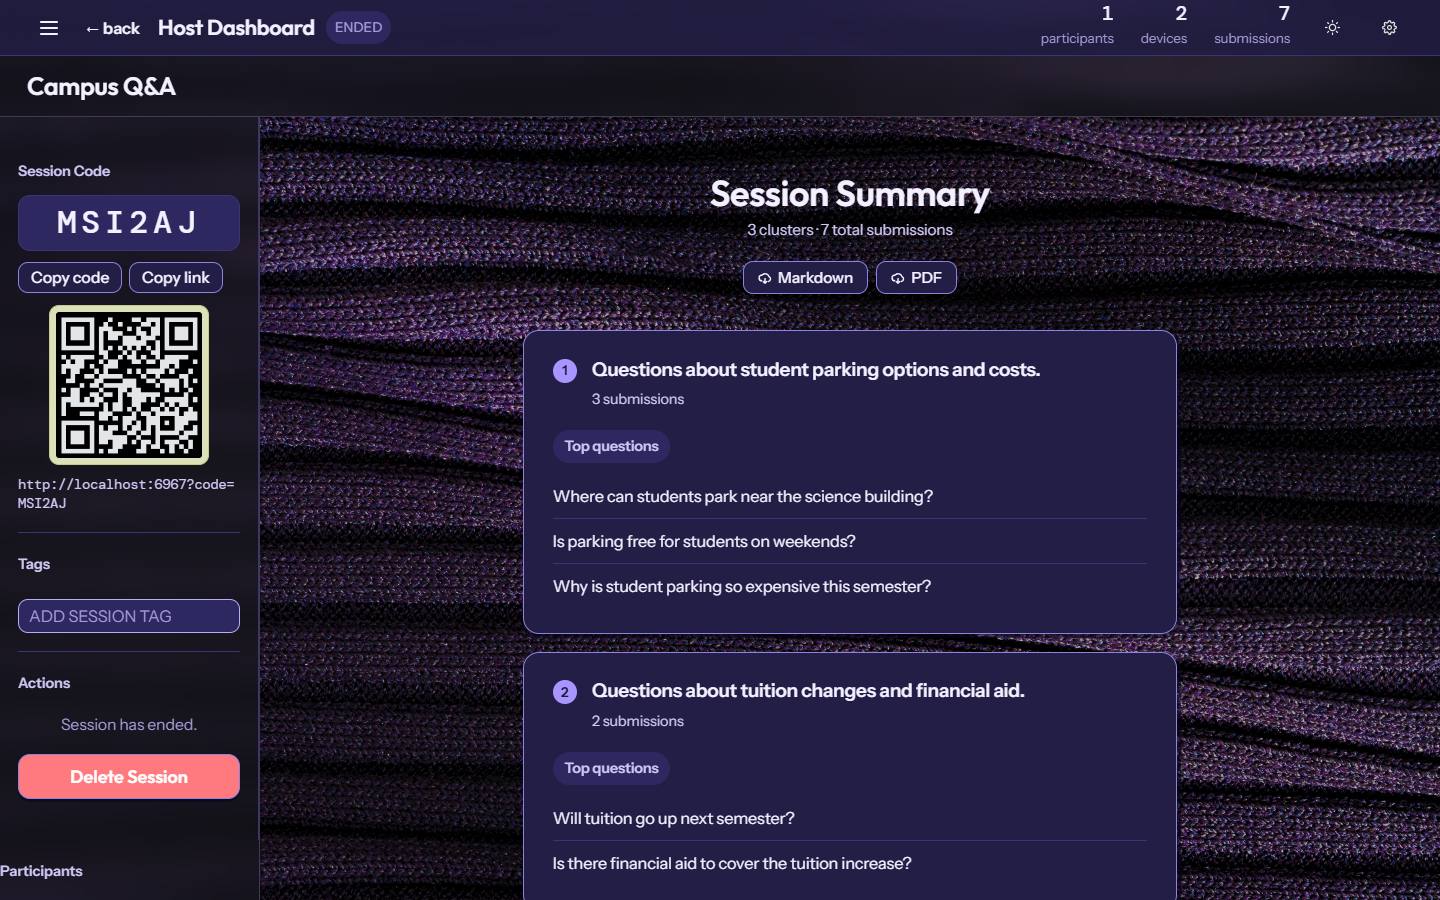 ← back
Host Dashboard
ENDED
1
participants
2
devices
7
submissions
Campus Q&A
Session Code
MSI2AJ
Copy code
Copy link
http://localhost:6967?code=
MSI2AJ
Tags
ADD SESSION TAG
Actions
Session has ended.
Delete Session
Participants
Session Summary
3 clusters · 7 total submissions
Markdown
PDF
1
Questions about student parking options and costs.
3 submissions
Top questions
Where can students park near the science building?
Is parking free for students on weekends?
Why is student parking so expensive this semester?
2
Questions about tuition changes and financial aid.
2 submissions
Top questions
Will tuition go up next semester?
Is there financial aid to cover the tuition increase?